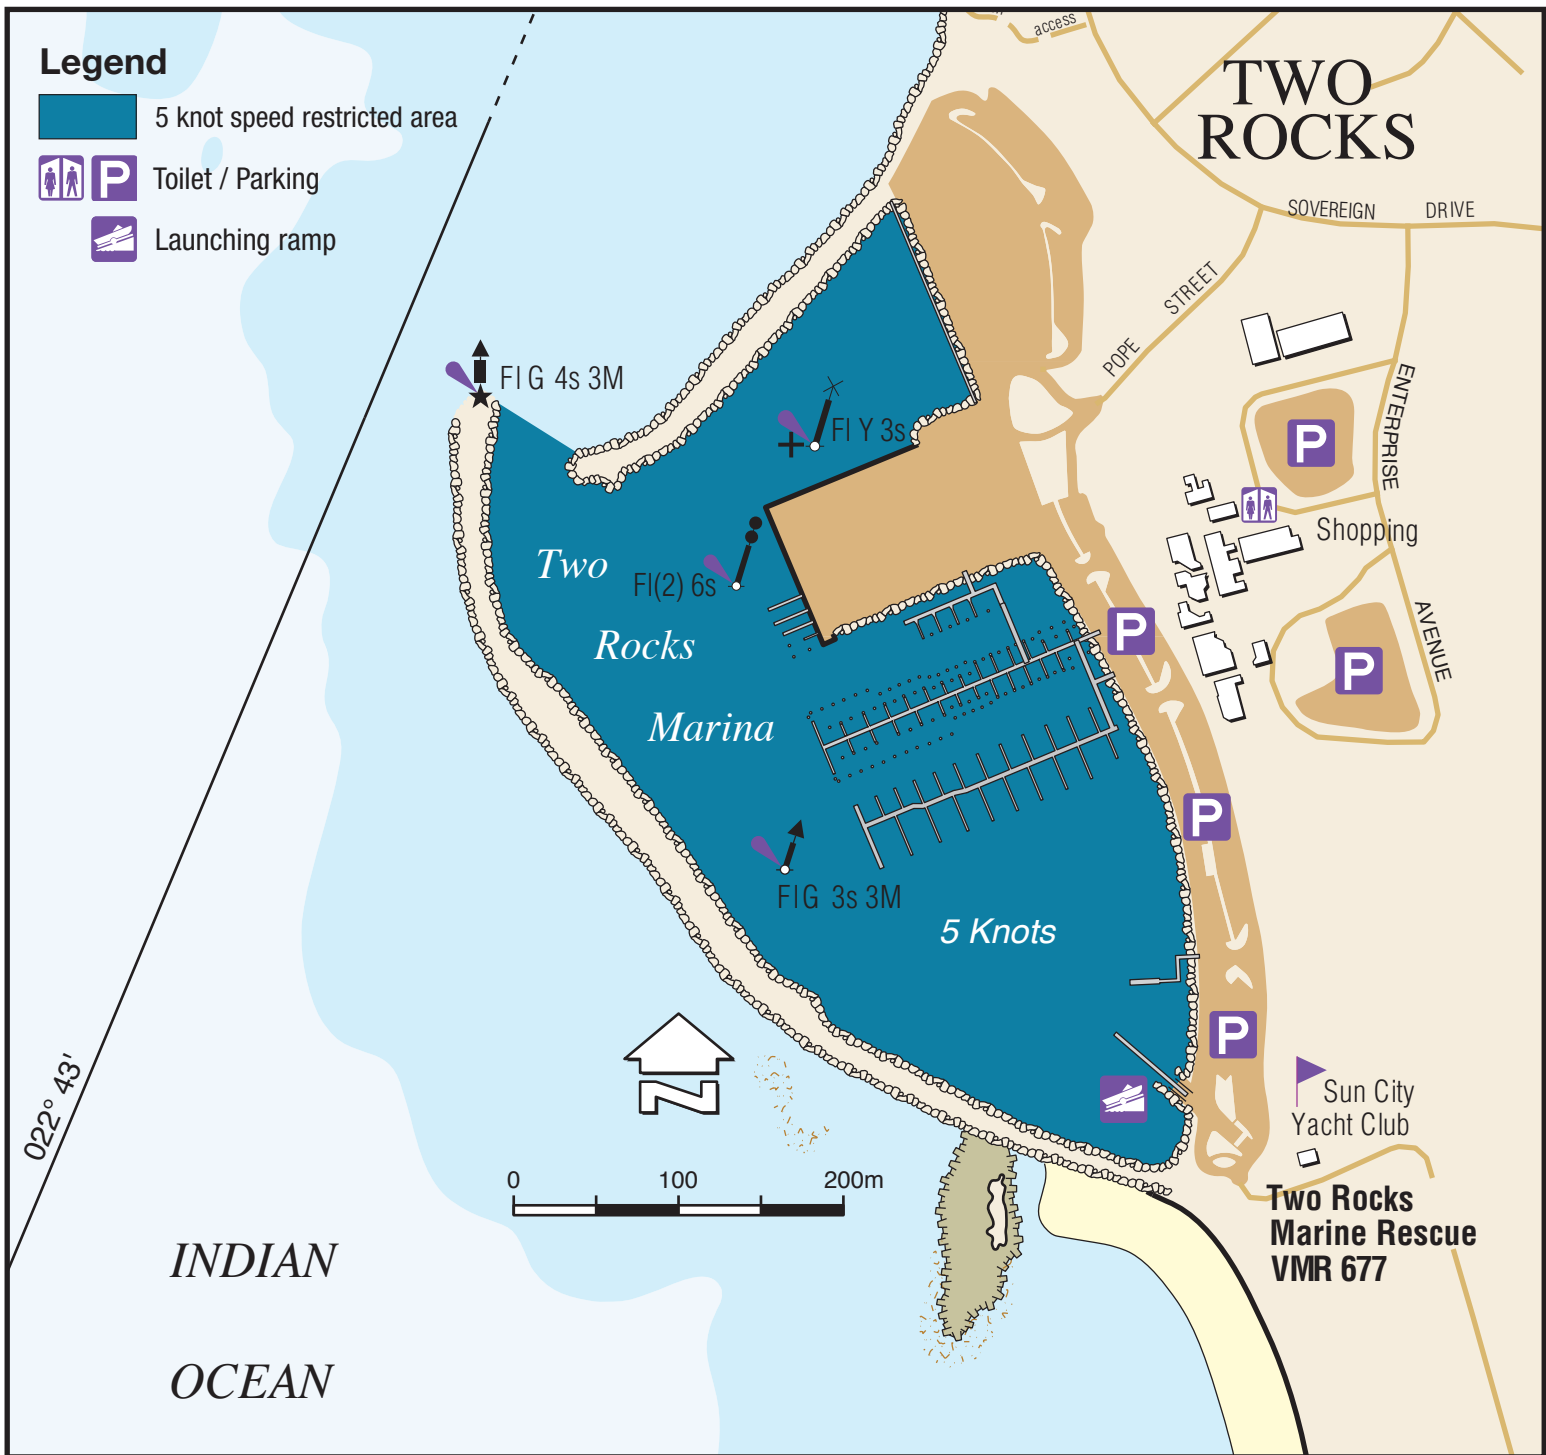 Legend
5 knot speed restricted area
P
Toilet / Parking
Launching ramp
access
TWO
ROCKS
SOVEREIGN DRIVE
POPE STREET
ENTERPRISE
AVENUE
P
Shopping
P
P
P
P
Fl G 4s 3M
Fl Y 3s
Fl(2) 6s
Two
Rocks
Marina
Fl G 3s 3M
5 Knots
N
022° 43'
0 100 200m
Sun City
Yacht Club
Two Rocks
Marine Rescue
VMR 677
INDIAN
OCEAN